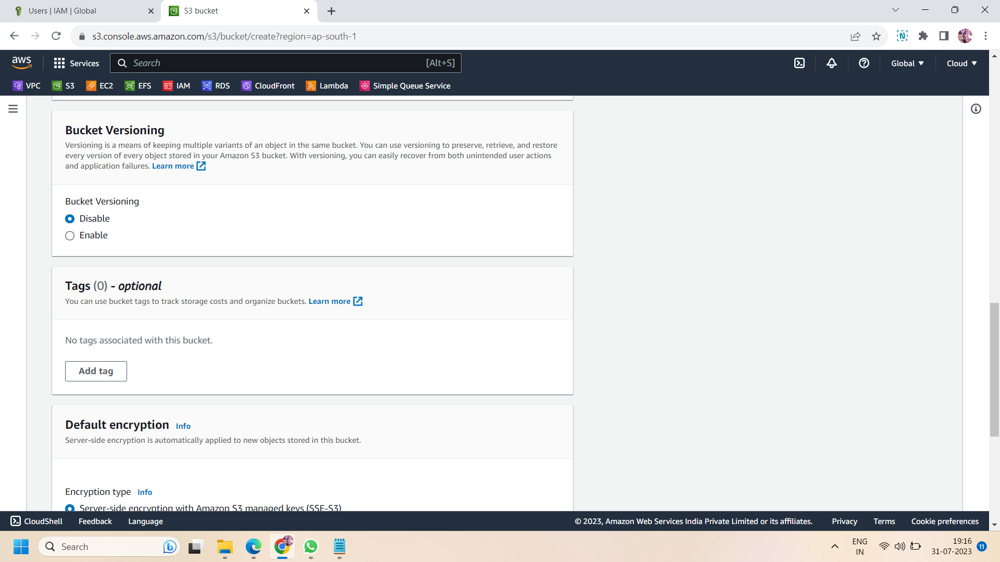 Users | IAM | Global
S3 bucket
s3.console.aws.amazon.com/s3/bucket/create?region=ap-south-1
aws
Services
Search
[Alt+S]
Global
Cloud
VPC
S3
EC2
EFS
IAM
RDS
CloudFront
Lambda
Simple Queue Service
Bucket Versioning
Versioning is a means of keeping multiple variants of an object in the same bucket. You can use versioning to preserve, retrieve, and restore
every version of every object stored in your Amazon S3 bucket. With versioning, you can easily recover from both unintended user actions
and application failures. Learn more
Bucket Versioning
Disable
Enable
Tags (0) - optional
You can use bucket tags to track storage costs and organize buckets. Learn more
No tags associated with this bucket.
Add tag
Default encryption Info
Server-side encryption is automatically applied to new objects stored in this bucket.
Encryption type Info
Server-side encryption with Amazon S3 managed keys (SSE-S3)
CloudShell
Feedback
Language
© 2023, Amazon Web Services India Private Limited or its affiliates.
Privacy
Terms
Cookie preferences
Search
ENG
IN
19:16
31-07-2023
11